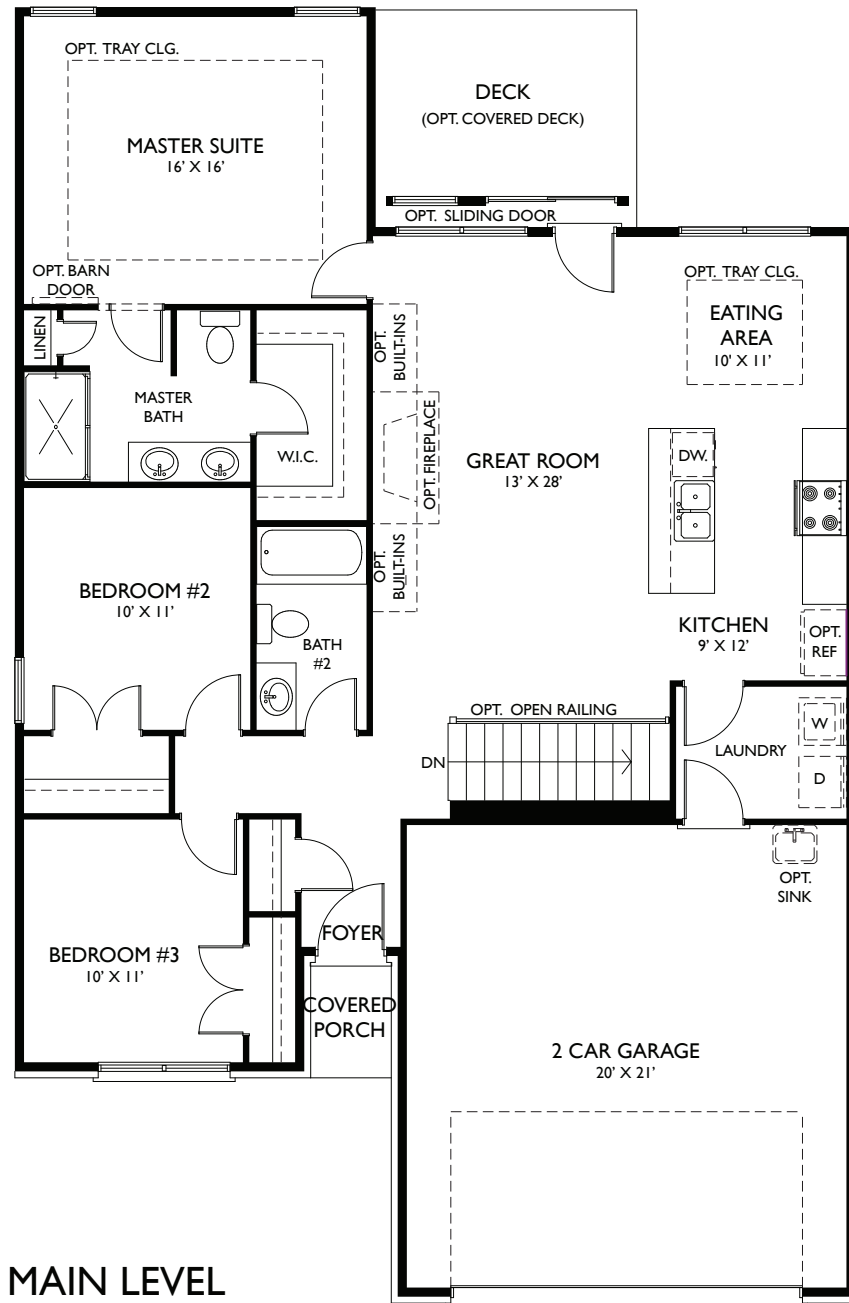 OPT. TRAY CLG.
MASTER SUITE
16' X 16'
DECK
(OPT. COVERED DECK)
OPT. SLIDING DOOR
OPT. BARN
DOOR
OPT. TRAY CLG.
EATING
AREA
10' X 11'
LINEN
MASTER
BATH
W.I.C.
OPT.
BUILT-INS
OPT. FIREPLACE
OPT.
BUILT-INS
GREAT ROOM
13' X 28'
DW.
BEDROOM #2
10' X 11'
BATH
#2
KITCHEN
9' X 12'
OPT.
REF
OPT. OPEN RAILING
DN
LAUNDRY
W
D
OPT.
SINK
FOYER
BEDROOM #3
10' X 11'
COVERED
PORCH
2 CAR GARAGE
20' X 21'
MAIN LEVEL